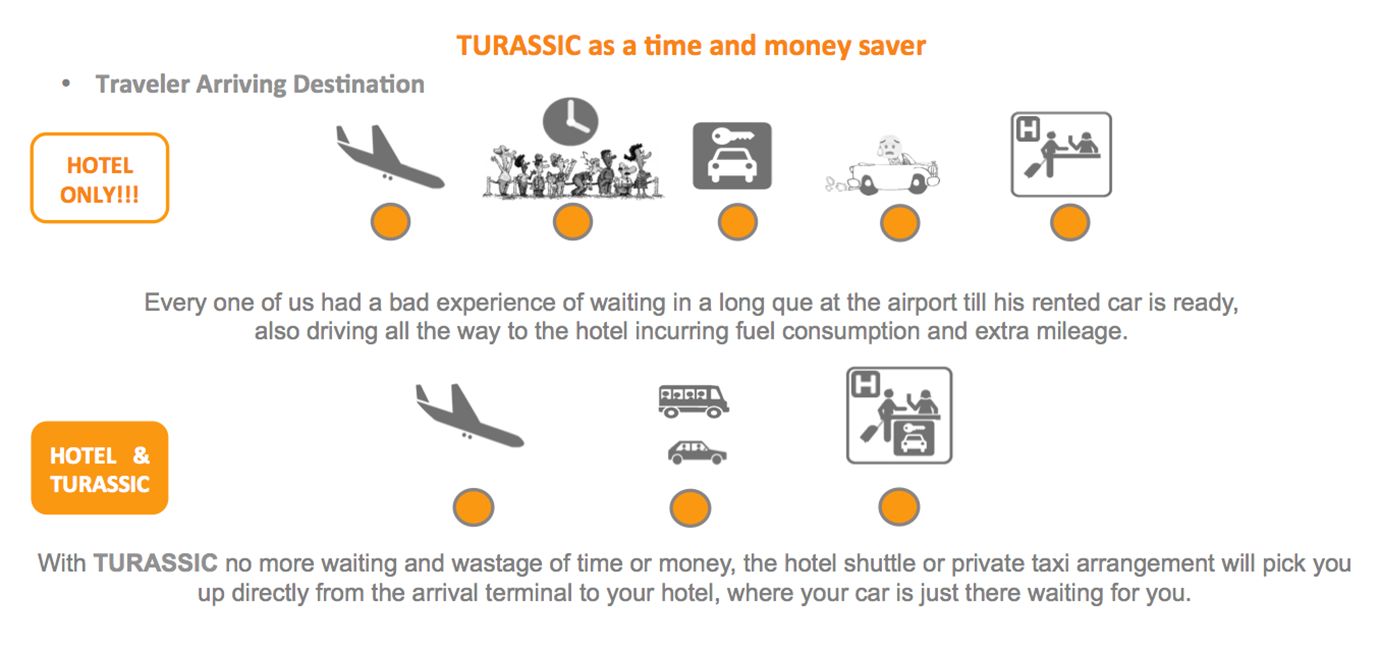 TURASSIC as a time and money saver
• Traveler Arriving Destination
HOTEL
ONLY!!!
H
Every one of us had a bad experience of waiting in a long que at the airport till his rented car is ready,
also driving all the way to the hotel incurring fuel consumption and extra mileage.
H
HOTEL &
TURASSIC
With TURASSIC no more waiting and wastage of time or money, the hotel shuttle or private taxi arrangement will pick you
up directly from the arrival terminal to your hotel, where your car is just there waiting for you.